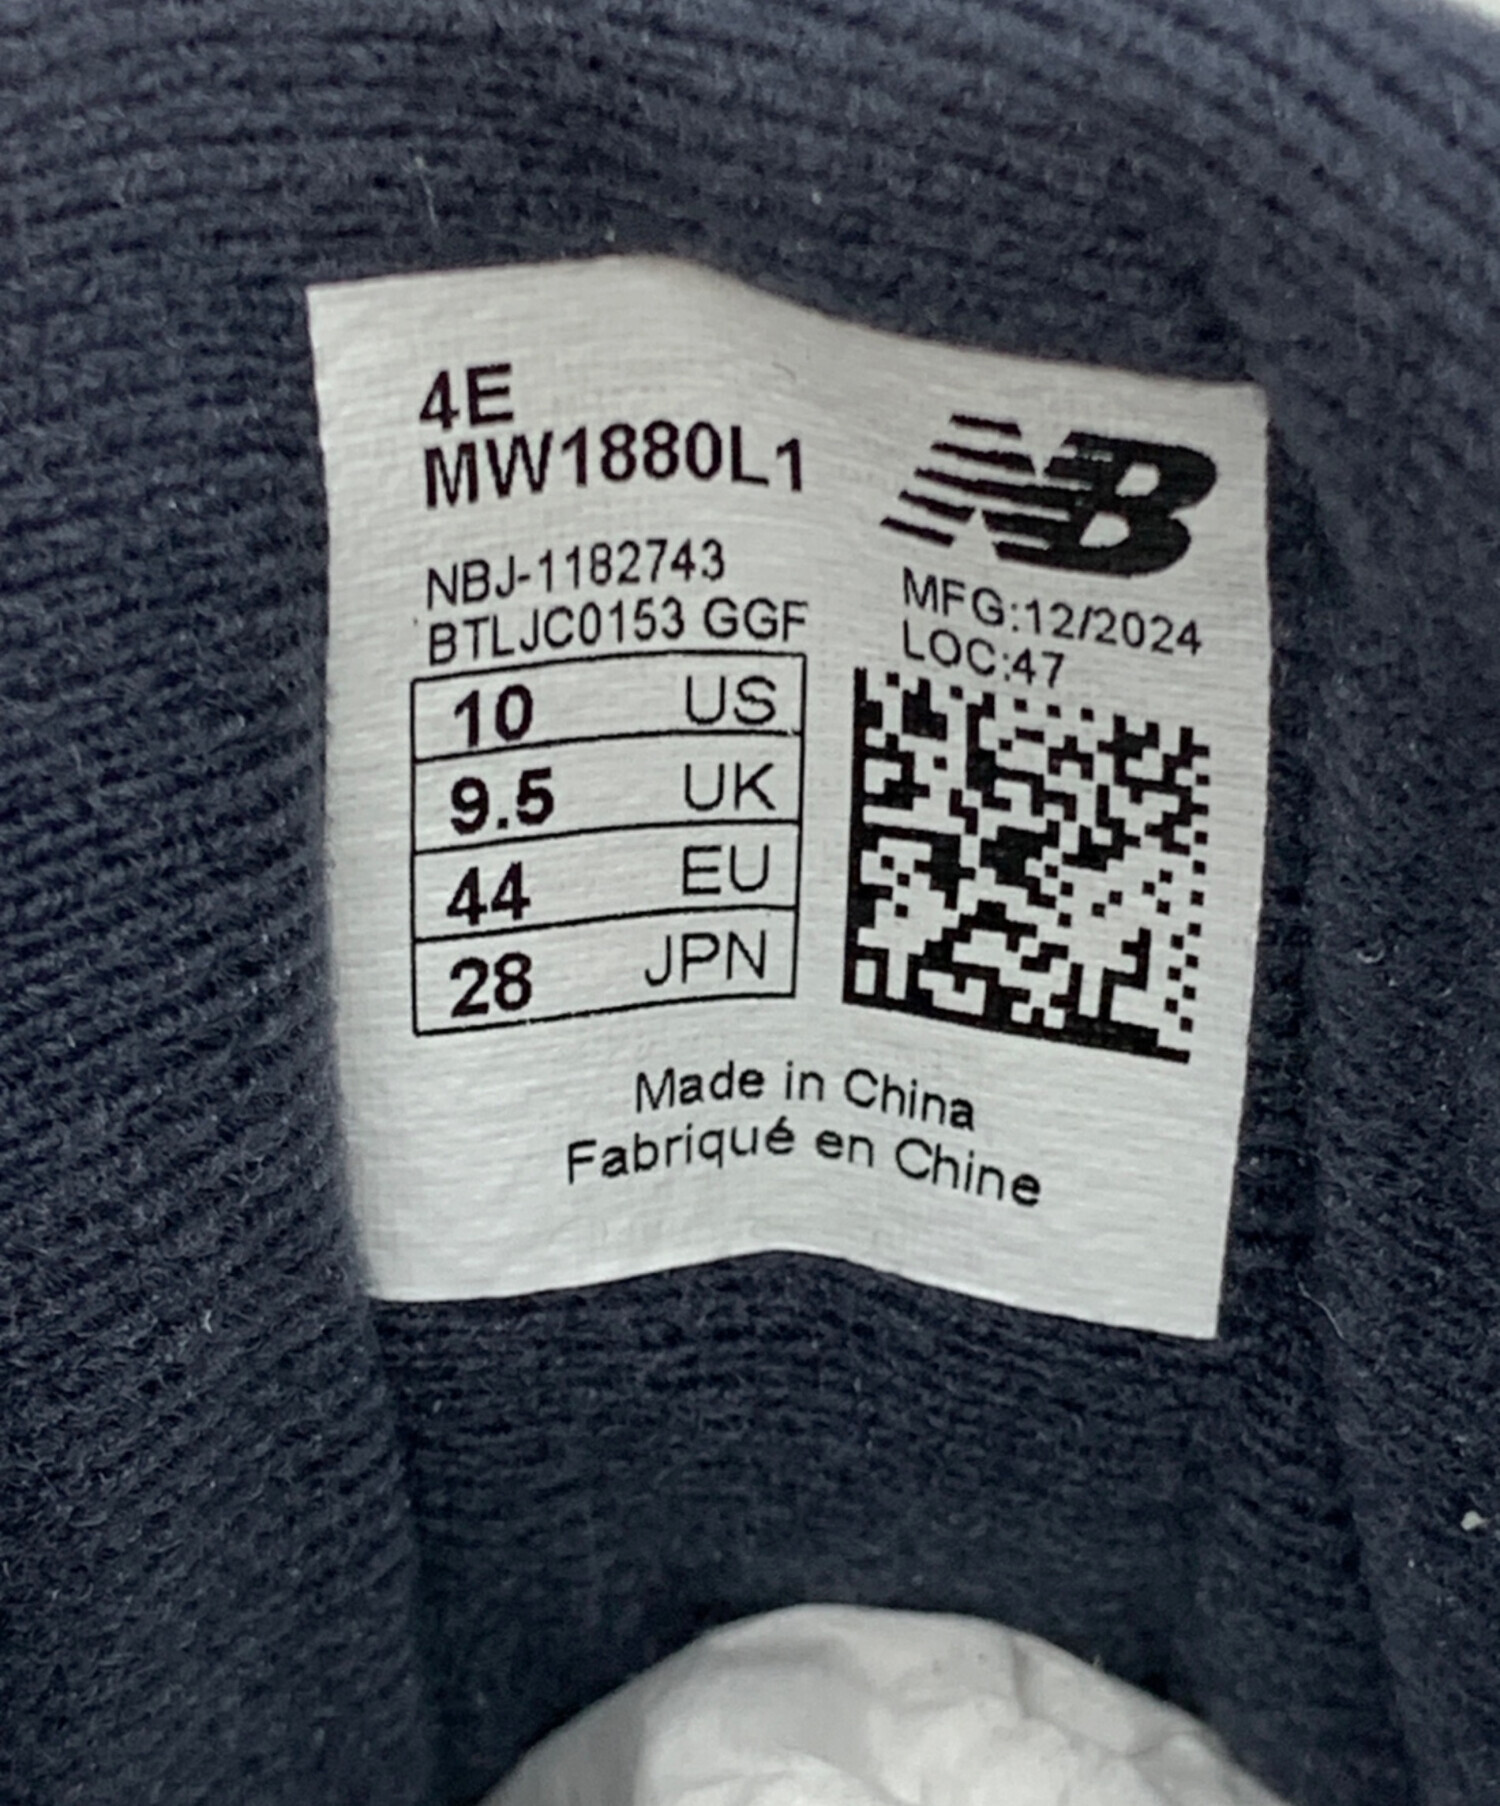 4E
MW1880L1
NBJ-1182743
BTLJC0153 GGF
10 US
9.5 UK
44 EU
28 JPN
NB
MFG:12/2024
LOC:47
Made in China
Fabriqué en Chine